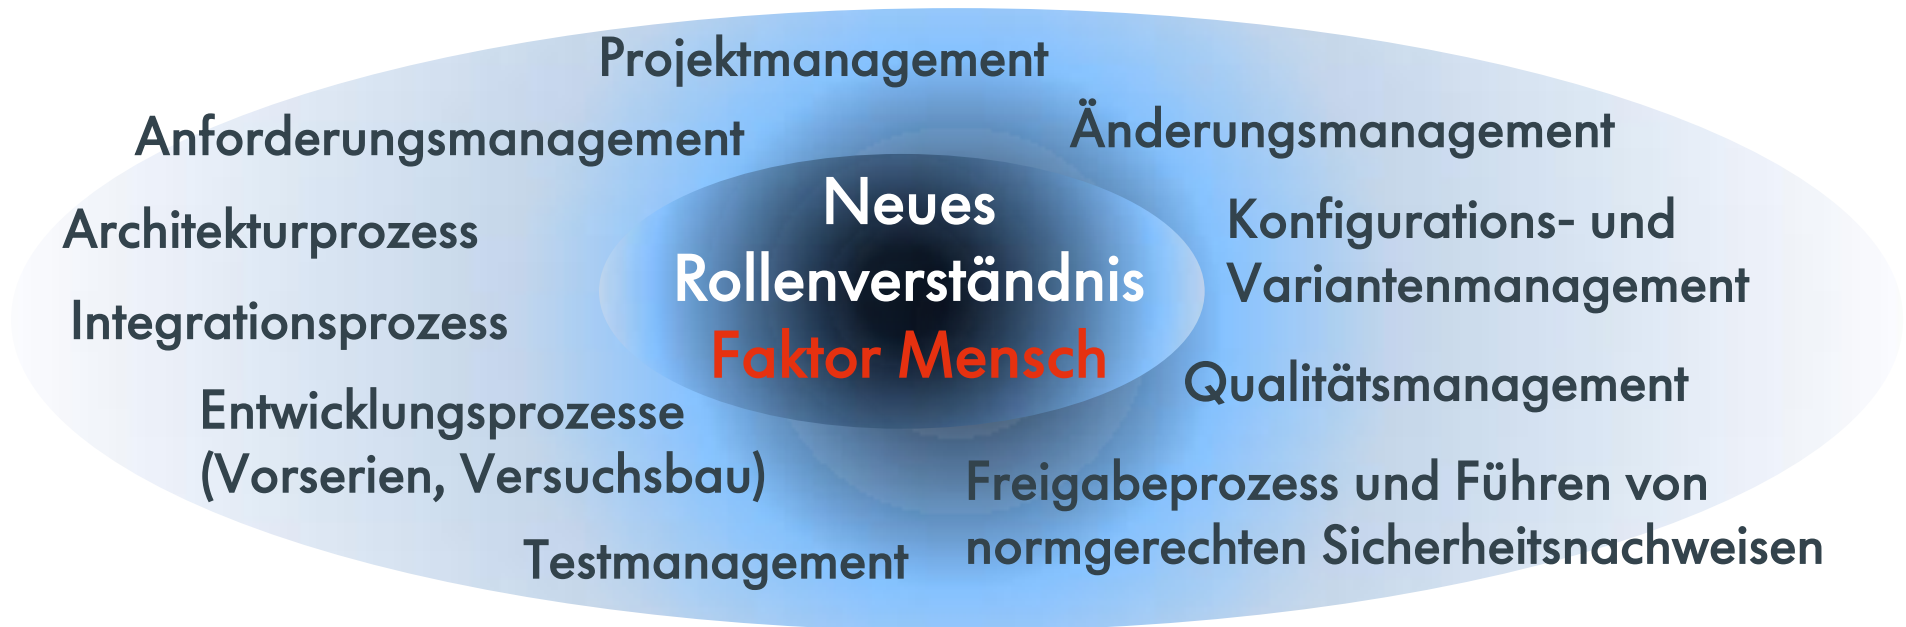 Projektmanagement
Anforderungsmanagement
Änderungsmanagement
Architekturprozess
Integrationsprozess
Neues
Rollenverständnis
Faktor Mensch
Konfigurations- und
Variantenmanagement
Qualitätsmanagement
Entwicklungsprozesse
(Vorserien, Versuchsbau)
Freigabeprozess und Führen von
normgerechten Sicherheitsnachweisen
Testmanagement